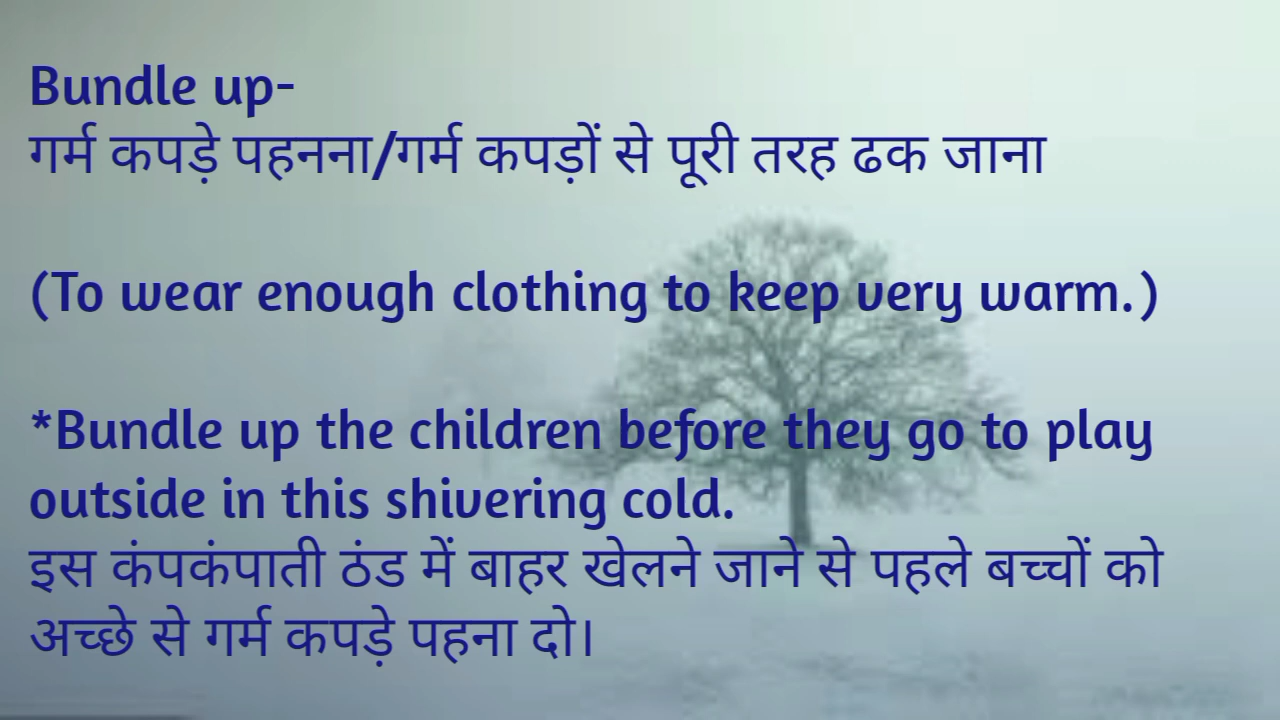 Bundle up-
गर्म कपड़े पहनना/गर्म कपड़ों से पूरी तरह ढक जाना
(To wear enough clothing to keep very warm.)
*Bundle up the children before they go to play
outside in this shivering cold.
इस कंपकंपाती ठंड में बाहर खेलने जाने से पहले बच्चों को
अच्छे से गर्म कपड़े पहना दो।